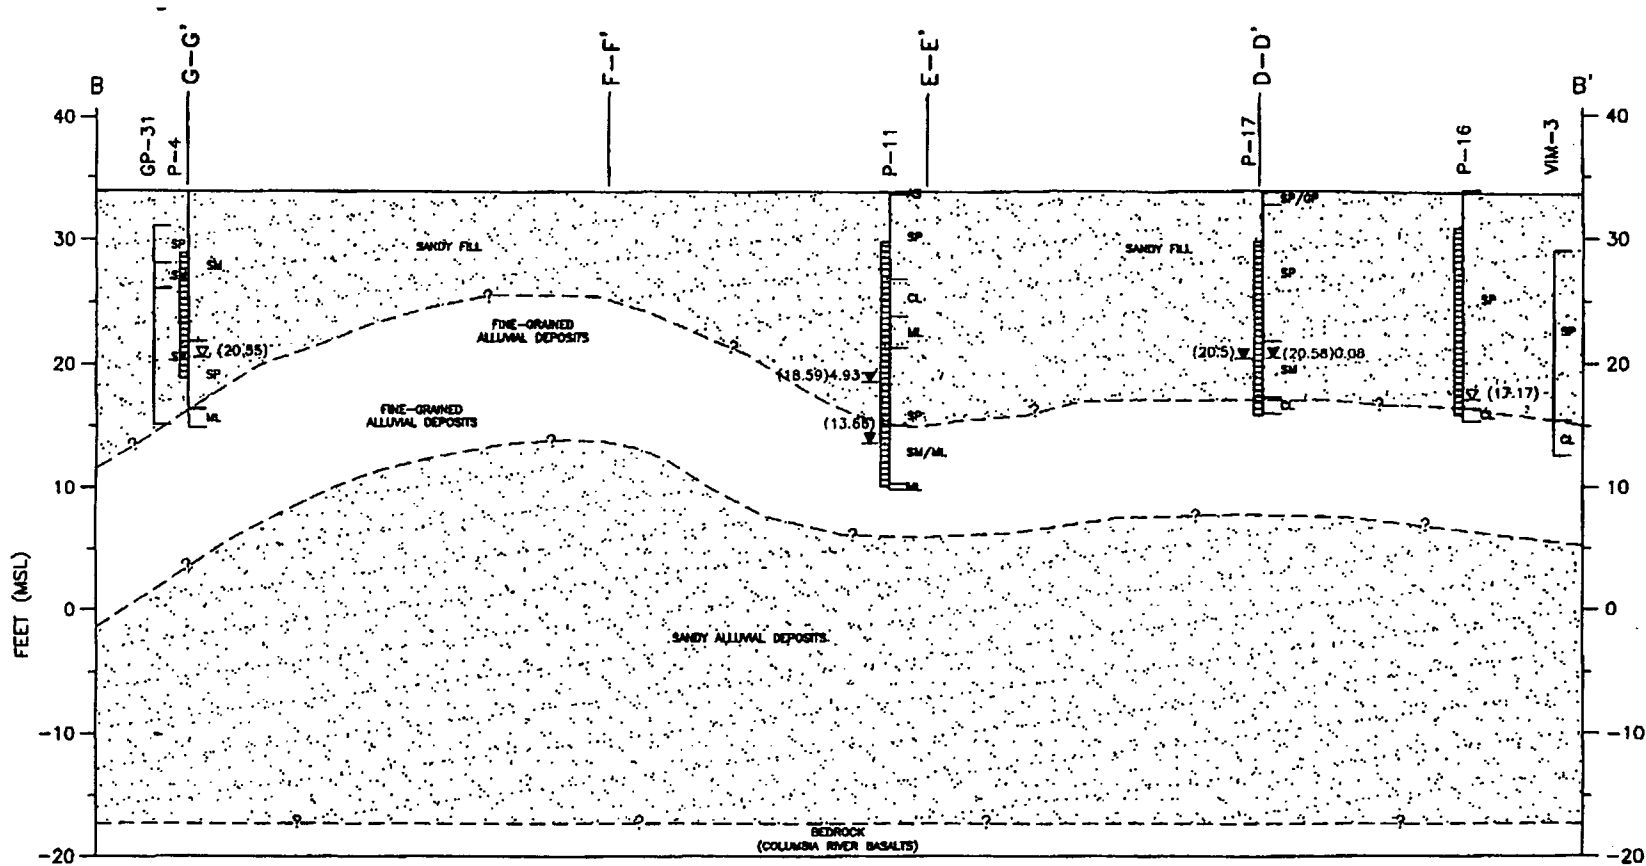 G-G'
F-F'
E-E'
D-D'
B
B'
40
40
GP-31
P-4
P-11
P-17
P-16
VIM-3
SP/GP
30
30
SP
SM
SANDY FILL
SP
SANDY FILL
SP
SP
SP
CL
FINE-GRAINED
ALLUVIAL DEPOSITS
ML
(20.55)
20
SP
(18.59)4.93
(20.5)
(20.58)0.08
SM
20
FINE-GRAINED
ALLUVIAL DEPOSITS
ML
SP
(13.66)
CL
(17.17)
CL
SM/ML
10
ML
10
FEET (MSL)
0
0
SANDY ALLUVIAL DEPOSITS
-10
-10
BEDROCK
(COLUMBIA RIVER BASALTS)
-20
-20